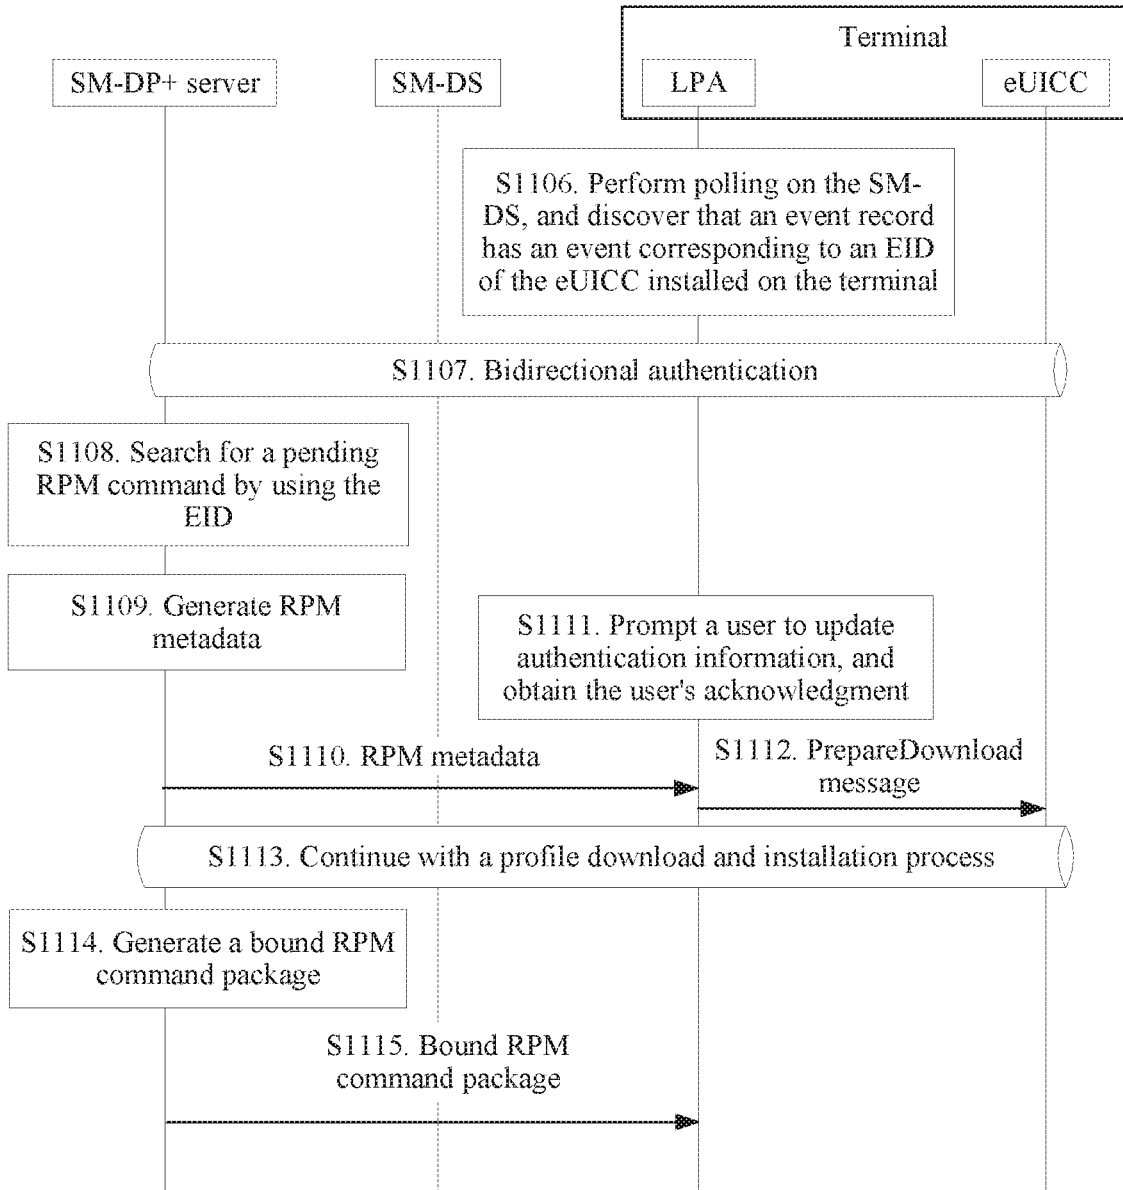 Terminal
SM-DP+ server
SM-DS
LPA
eUICC
S1106. Perform polling on the SM-
DS, and discover that an event record
has an event corresponding to an EID
of the eUICC installed on the terminal
S1107. Bidirectional authentication
S1108. Search for a pending
RPM command by using the
EID
S1109. Generate RPM
metadata
S1111. Prompt a user to update
authentication information, and
obtain the user's acknowledgment
S1110. RPM metadata
S1112. PrepareDownload
message
S1113. Continue with a profile download and installation process
S1114. Generate a bound RPM
command package
S1115. Bound RPM
command package